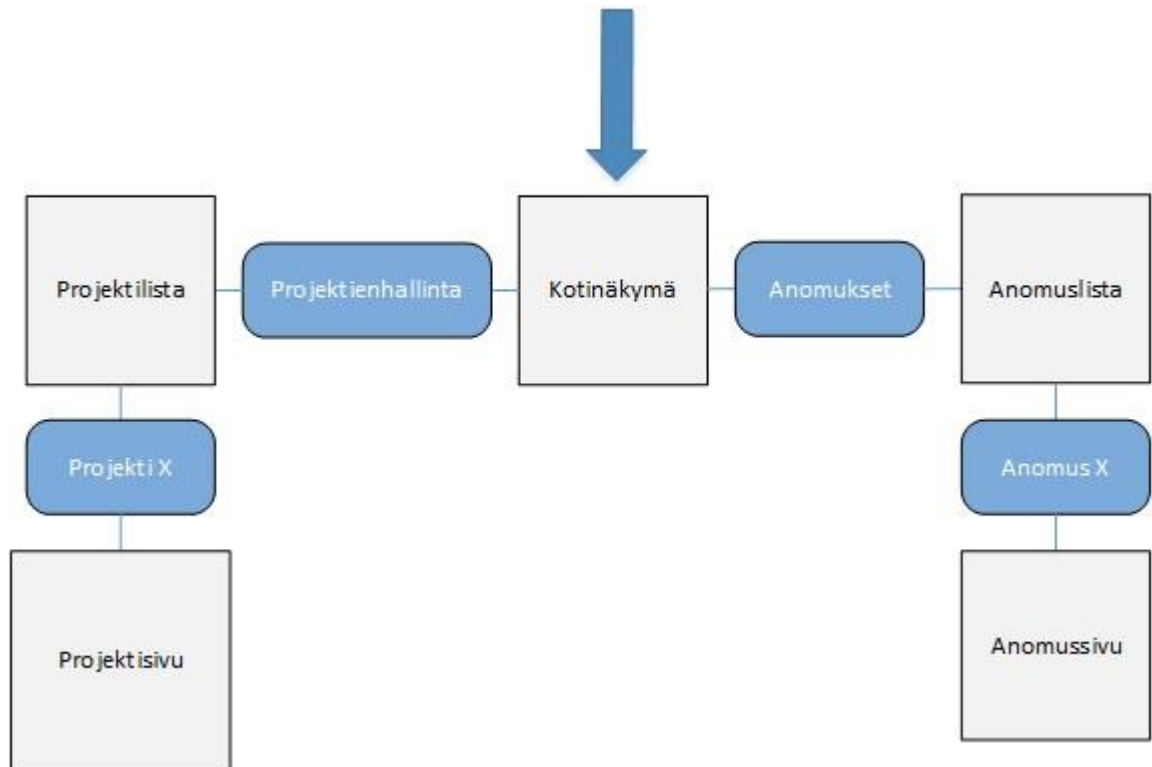 Projektilista
Projektienhallinta
Kotinäkymä
Anomukset
Anomuslista
Projekti X
Anomus X
Projektisivu
Anomussivu